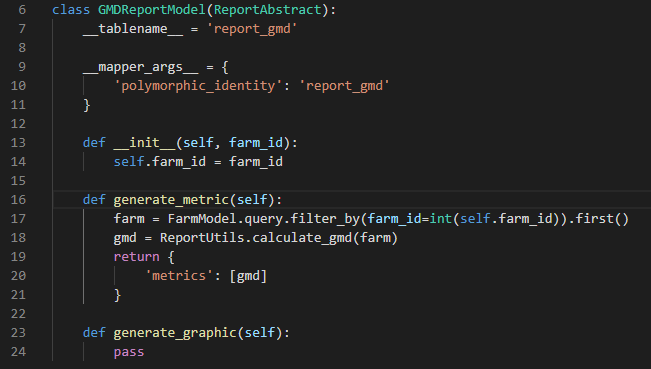 6 class GMDReportModel(ReportAbstract):
7     __tablename__ = 'report_gmd'
8
9     __mapper_args__ = {
10         'polymorphic_identity': 'report_gmd'
11     }
12
13     def __init__(self, farm_id):
14         self.farm_id = farm_id
15
16     def generate_metric(self):
17         farm = FarmModel.query.filter_by(farm_id=int(self.farm_id)).first()
18         gmd = ReportUtils.calculate_gmd(farm)
19         return {
20             'metrics': [gmd]
21         }
22
23     def generate_graphic(self):
24         pass